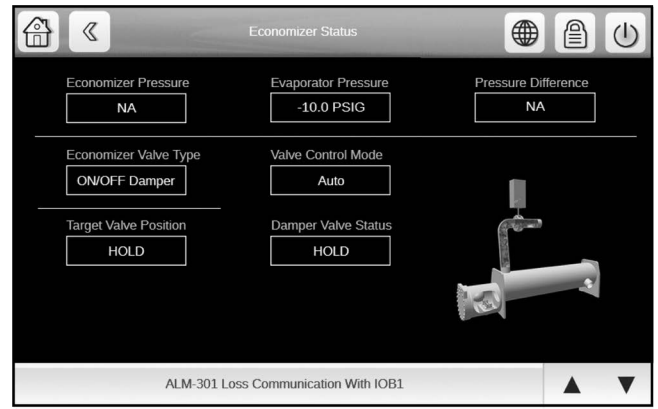 Economizer Status
Economizer Pressure
Evaporator Pressure
Pressure Difference
NA
-10.0 PSIG
NA
Economizer Valve Type
Valve Control Mode
ON/OFF Damper
Auto
Target Valve Position
Damper Valve Status
HOLD
HOLD
ALM-301 Loss Communication With IOB1